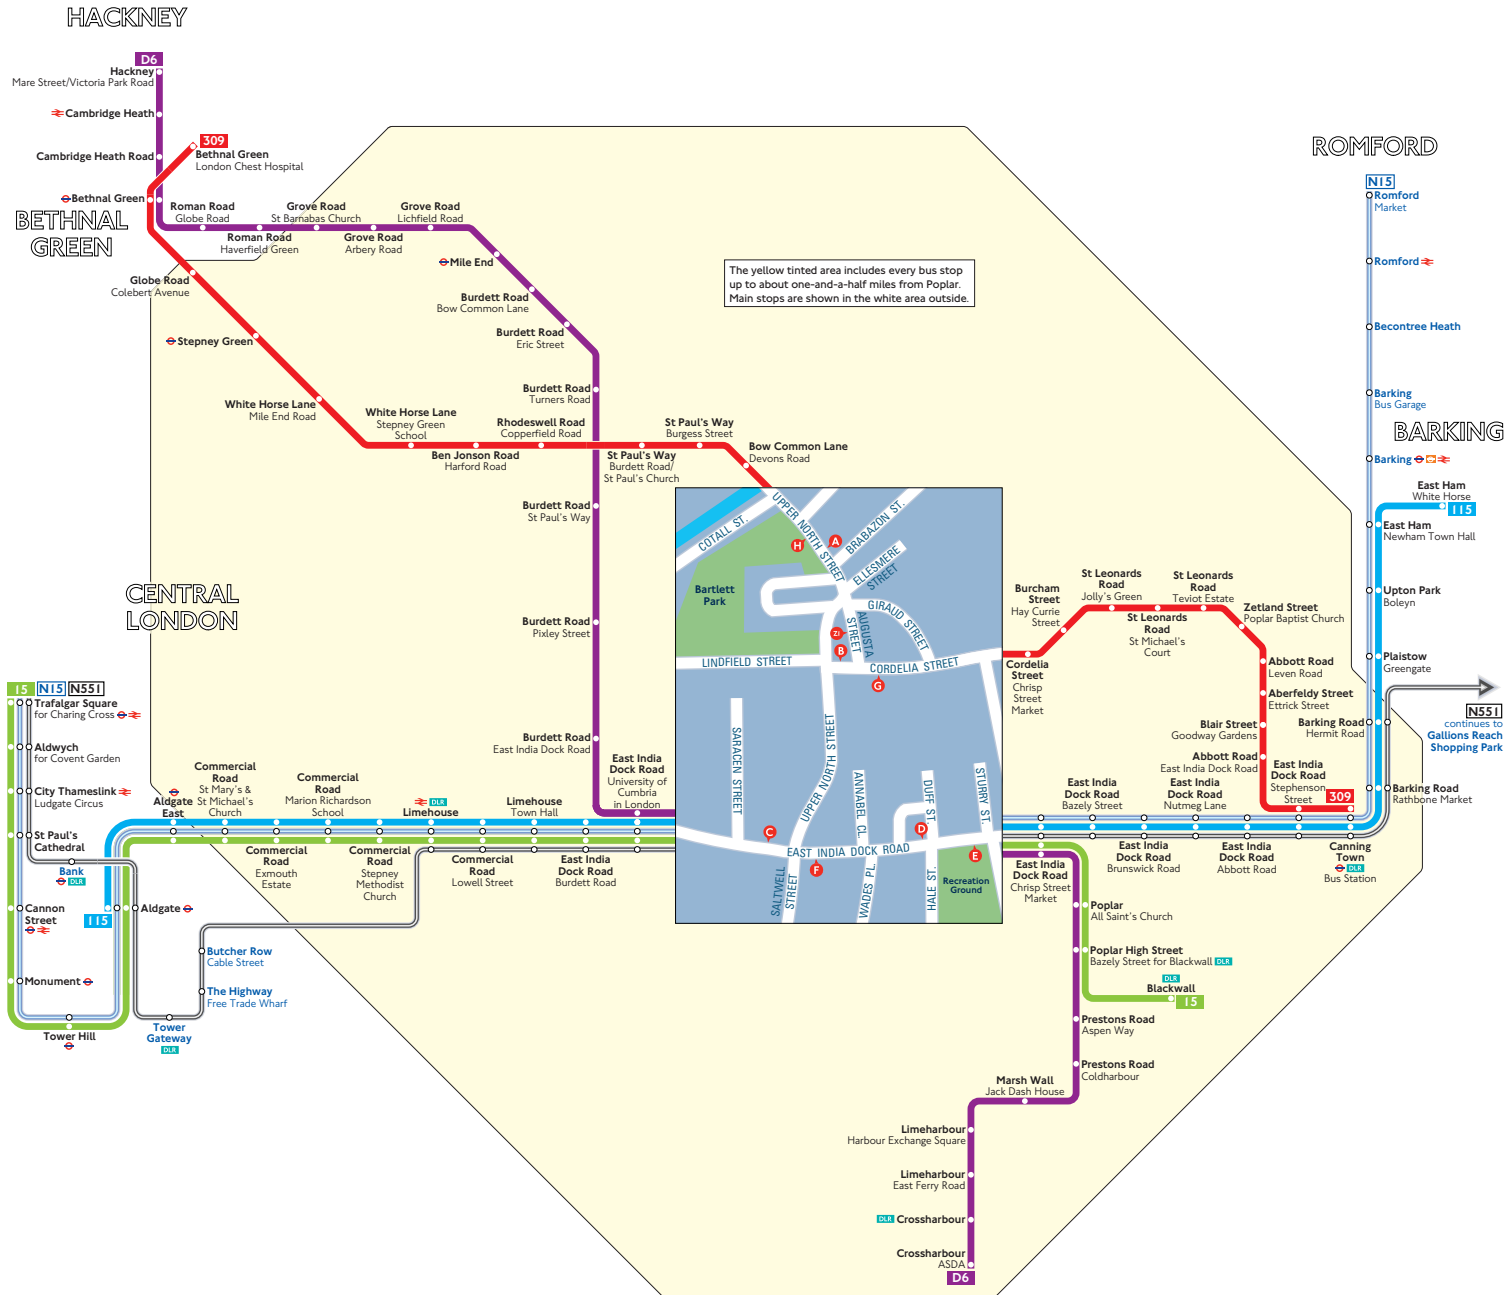 HACKNEY
D6
Hackney
Mare Street/Victoria Park Road
Cambridge Heath
Cambridge Heath Road
309
Bethnal Green
London Chest Hospital
Bethnal Green
BETHNAL
GREEN
Roman Road
Globe Road
Roman Road
Haverfield Green
Grove Road
St Barnabas Church
Grove Road
Arbery Road
Grove Road
Lichfield Road
Mile End
Burdett Road
Bow Common Lane
Burdett Road
Eric Street
Burdett Road
Turners Road
Globe Road
Colebert Avenue
Stepney Green
White Horse Lane
Mile End Road
White Horse Lane
Stepney Green
School
Ben Jonson Road
Harford Road
Rhodeswell Road
Copperfield Road
St Paul's Way
Burdett Road/
St Paul's Church
St Paul's Way
Burgess Street
Bow Common Lane
Devons Road
Burdett Road
St Paul's Way
Burdett Road
Pixley Street
Burdett Road
East India Dock Road
East India
Dock Road
University of
Cumbria
in London
The yellow tinted area includes every bus stop
up to about one-and-a-half miles from Poplar.
Main stops are shown in the white area outside.
ROMFORD
N15
Romford
Market
Romford
Becontree Heath
Barking
Bus Garage
BARKING
Barking
East Ham
White Horse
115
East Ham
Newham Town Hall
Upton Park
Boleyn
Plaistow
Greengate
N551
continues to
Gallions Reach
Shopping Park
Barking Road
Hermit Road
Barking Road
Rathbone Market
CENTRAL
LONDON
15
N15
N551
Trafalgar Square
for Charing Cross
Aldwych
for Covent Garden
City Thameslink
Ludgate Circus
St Paul's
Cathedral
Bank
DLR
Cannon
Street
Monument
Tower Hill
115
Aldgate
Tower
Gateway
DLR
Butcher Row
Cable Street
The Highway
Free Trade Wharf
Aldgate
East
Commercial
Road
St Mary's &
St Michael's
Church
Commercial
Road
Exmouth
Estate
Commercial
Road
Marion Richardson
School
Commercial
Road
Stepney
Methodist
Church
DLR
Limehouse
Commercial
Road
Lowell Street
Limehouse
Town Hall
East India
Dock Road
Burdett Road
COTALL ST.
UPPER NORTH STREET
BRABAZON ST.
ELLESMERE
STREET
H
A
Bartlett
Park
GIRAUD STREET
AUGUSTA
STREET
ZI
B
LINDFIELD STREET
CORDELIA STREET
G
SARACEN STREET
UPPER NORTH STREET
ANNABEL CL.
DUFF ST.
STURRY ST.
C
D
EAST INDIA DOCK ROAD
E
F
SALTWELL
STREET
WADES PL.
HALE ST.
Recreation
Ground
Cordelia
Street
Chrisp
Street
Market
Burcham
Street
Hay Currie
Street
St Leonards
Road
Jolly's Green
St Leonards
Road
St Michael's
Court
St Leonards
Road
Teviot Estate
Zetland Street
Poplar Baptist Church
Abbott Road
Leven Road
Aberfeldy Street
Ettrick Street
Blair Street
Goodway Gardens
Abbott Road
East India Dock Road
East India
Dock Road
Stephenson
Street
309
East India
Dock Road
Bazely Street
East India
Dock Road
Nutmeg Lane
East India
Dock Road
Chrisp Street
Market
East India
Dock Road
Brunswick Road
East India
Dock Road
Abbott Road
Canning
Town
DLR
Bus Station
Poplar
All Saint's Church
Poplar High Street
Bazely Street for Blackwall DLR
DLR
Blackwall
15
Prestons Road
Aspen Way
Prestons Road
Coldharbour
Marsh Wall
Jack Dash House
Limeharbour
Harbour Exchange Square
Limeharbour
East Ferry Road
DLR Crossharbour
Crossharbour
ASDA
D6